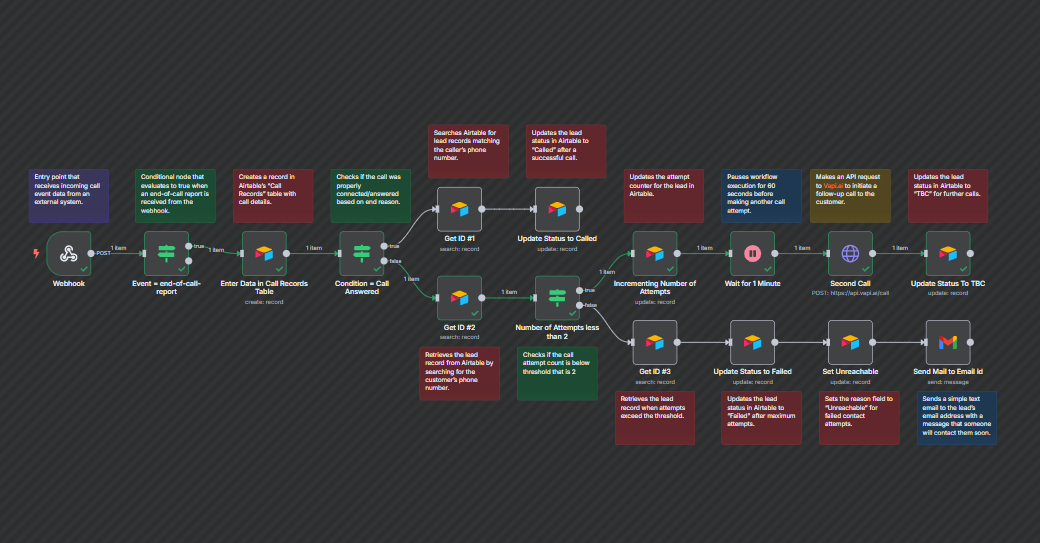 Searches Airtable for
lead records matching
the caller's phone
number.
Updates the lead
status in Airtable to
"Called" after a
successful call.
Entry point that
receives incoming call
event data from an
external system.
Conditional node that
evaluates to true when
an end-of-call report is
received from the
webhook.
Creates a record in
Airtable's "Call
Records" table with
call details.
Checks if the call was
properly
connected/answered
based on end reason.
Updates the attempt
counter for the lead in
Airtable.
Pauses workflow
execution for 60
seconds before
making another call
attempt.
Makes an API request
to Vapi.ai to initiate a
follow-up call to the
customer.
Updates the lead
status in Airtable to
"TBC" for further calls.
POST
1 item
true
1 item
1 item
true
false
1 item
Webhook
Event = end-of-call-
report
Enter Data in Call Records
Table
create: record
Condition = Call
Answered
Get ID #1
search: record
Update Status to Called
update: record
1 item
true
false
1 item
Get ID #2
search: record
Number of Attempts less
than 2
1 item
1 item
1 item
Incrementing Number of
Attempts
update: record
Wait for 1 Minute
Second Call
POST: https://api.vapi.ai/call
Update Status To TBC
update: record
Retrieves the lead
record from Airtable by
searching for the
customer's phone
number.
Checks if the call
attempt count is below
threshold that is 2
Get ID #3
search: record
Update Status to Failed
update: record
Set Unreachable
update: record
Send Mail to Email Id
send: message
Retrieves the lead
record when attempts
exceed the threshold.
Updates the lead
status in Airtable to
"Failed" after maximum
attempts.
Sets the reason field to
"Unreachable" for
failed contact
attempts.
Sends a simple text
email to the lead's
email address with a
message that someone
will contact them soon.